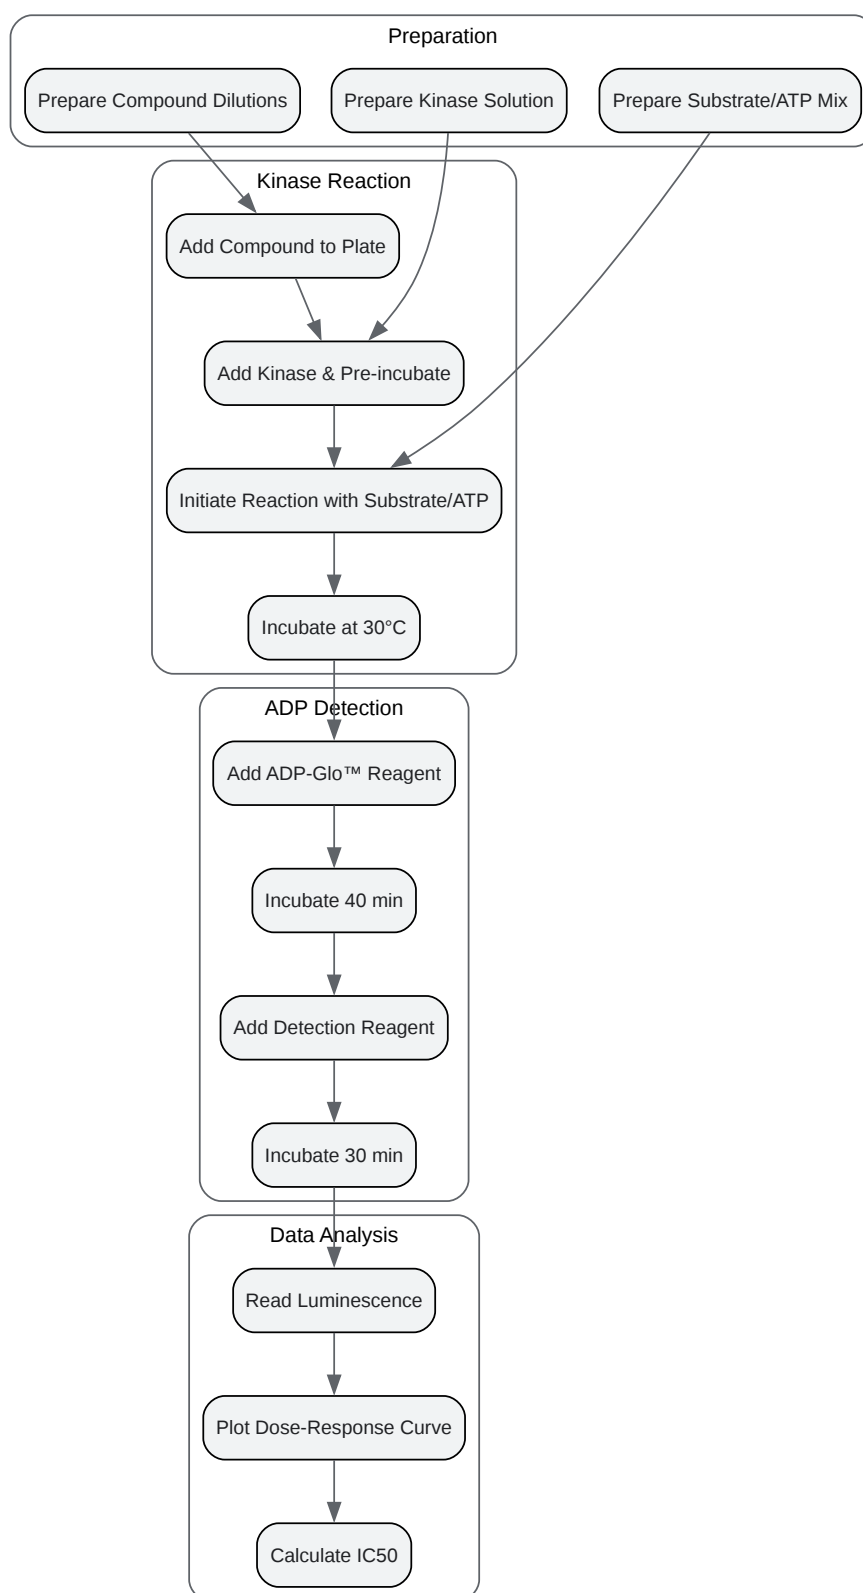 Preparation
Prepare Compound Dilutions
Prepare Kinase Solution
Prepare Substrate/ATP Mix
Kinase Reaction
Add Compound to Plate
Add Kinase & Pre-incubate
Initiate Reaction with Substrate/ATP
Incubate at 30°C
ADP Detection
Add ADP-Glo™ Reagent
Incubate 40 min
Add Detection Reagent
Incubate 30 min
Data Analysis
Read Luminescence
Plot Dose-Response Curve
Calculate IC50